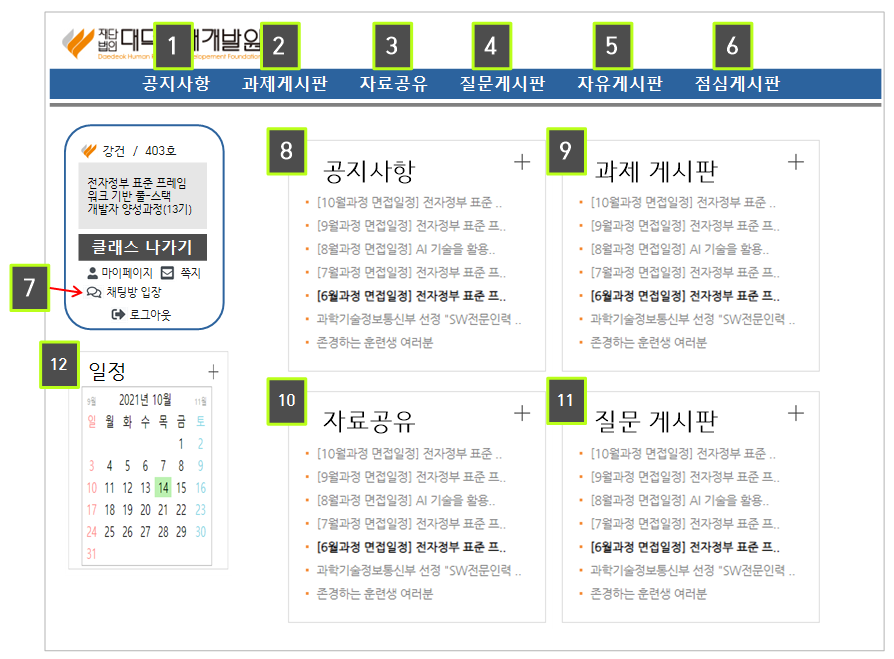 재단
법인 대 개발원
Daedeok Human Developement Foundation
1
2
3
4
5
6
공지사항 과제게시판 자료공유 질문게시판 자유게시판 점심게시판
강건 / 403호
전자정부 표준 프레임
워크 기반 풀-스택
개발자 양성과정(13기)
클래스 나가기
마이페이지 쪽지
7
채팅방 입장
로그아웃
12
일정 +
9월 2021년 10월 11월
일 월 화 수 목 금 토
1 2
3 4 5 6 7 8 9
10 11 12 13 14 15 16
17 18 19 20 21 22 23
24 25 26 27 28 29 30
31
8
공지사항 +
• [10월과정 면접일정] 전자정부 표준 ..
• [9월과정 면접일정] 전자정부 표준 프..
• [8월과정 면접일정] AI 기술을 활용..
• [7월과정 면접일정] 전자정부 표준 프..
• [6월과정 면접일정] 전자정부 표준 프..
• 과학기술정보통신부 선정 "SW전문인력 ..
• 존경하는 훈련생 여러분
9
과제 게시판 +
• [10월과정 면접일정] 전자정부 표준 ..
• [9월과정 면접일정] 전자정부 표준 프..
• [8월과정 면접일정] AI 기술을 활용..
• [7월과정 면접일정] 전자정부 표준 프..
• [6월과정 면접일정] 전자정부 표준 프..
• 과학기술정보통신부 선정 "SW전문인력 ..
• 존경하는 훈련생 여러분
10
자료공유 +
• [10월과정 면접일정] 전자정부 표준 ..
• [9월과정 면접일정] 전자정부 표준 프..
• [8월과정 면접일정] AI 기술을 활용..
• [7월과정 면접일정] 전자정부 표준 프..
• [6월과정 면접일정] 전자정부 표준 프..
• 과학기술정보통신부 선정 "SW전문인력 ..
• 존경하는 훈련생 여러분
11
질문 게시판 +
• [10월과정 면접일정] 전자정부 표준 ..
• [9월과정 면접일정] 전자정부 표준 프..
• [8월과정 면접일정] AI 기술을 활용..
• [7월과정 면접일정] 전자정부 표준 프..
• [6월과정 면접일정] 전자정부 표준 프..
• 과학기술정보통신부 선정 "SW전문인력 ..
• 존경하는 훈련생 여러분